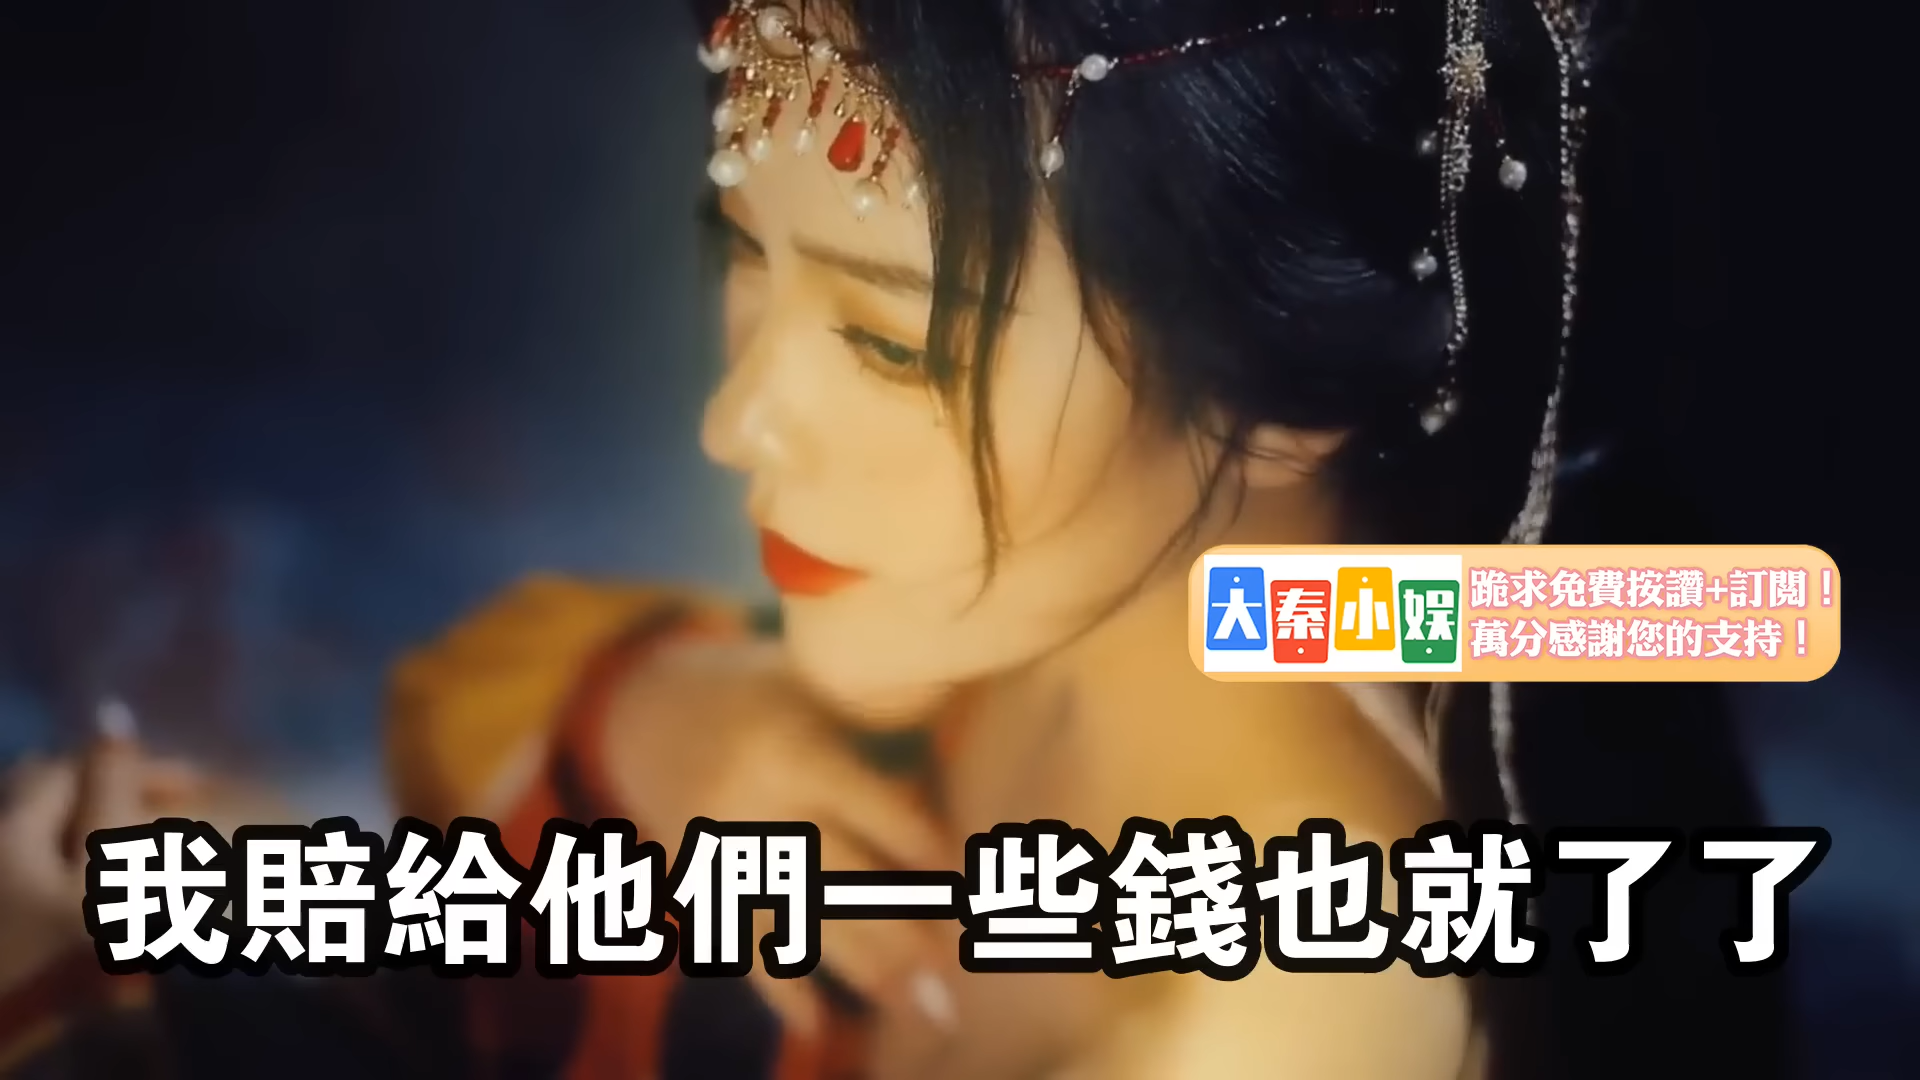 大秦小娱
跪求免費按讚+訂閱！
萬分感謝您的支持！
我賠給他們一些錢也就了了